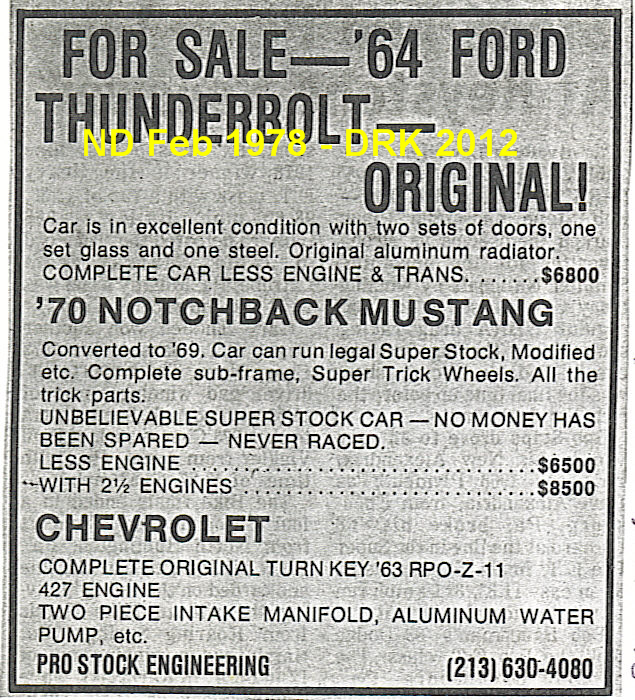 FOR SALE—'64 FORD
THUNDERBOLT—
ND Feb 1978 - DRK 2012
ORIGINAL!
Car is in excellent condition with two sets of doors, one
set glass and one steel. Original aluminum radiator.
COMPLETE CAR LESS ENGINE & TRANS. ......$6800
'70 NOTCHBACK MUSTANG
Converted to '69. Car can run legal Super Stock, Modified
etc. Complete sub-frame, Super Trick Wheels. All the
trick parts.
UNBELIEVABLE SUPER STOCK CAR — NO MONEY HAS
BEEN SPARED — NEVER RACED.
LESS ENGINE ...............................$6500
WITH 2½ ENGINES ..........................$8500
CHEVROLET
COMPLETE ORIGINAL TURN KEY '63 RPO-Z-11
427 ENGINE
TWO PIECE INTAKE MANIFOLD, ALUMINUM WATER
PUMP, etc.
PRO STOCK ENGINEERING (213) 630-4080